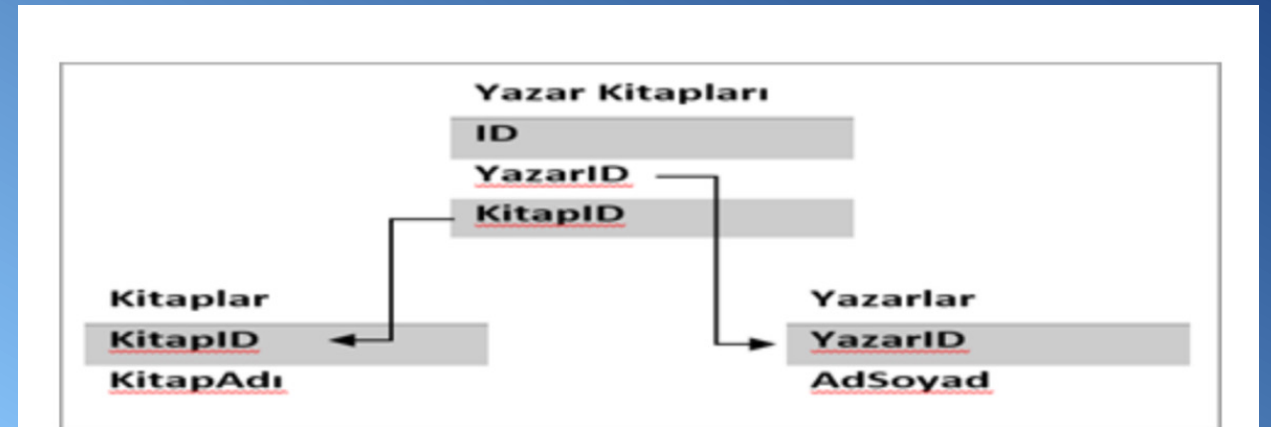 Yazar Kitapları
ID
YazarID
KitapID
Kitaplar
KitapID
KitapAdı
Yazarlar
YazarID
AdSoyad